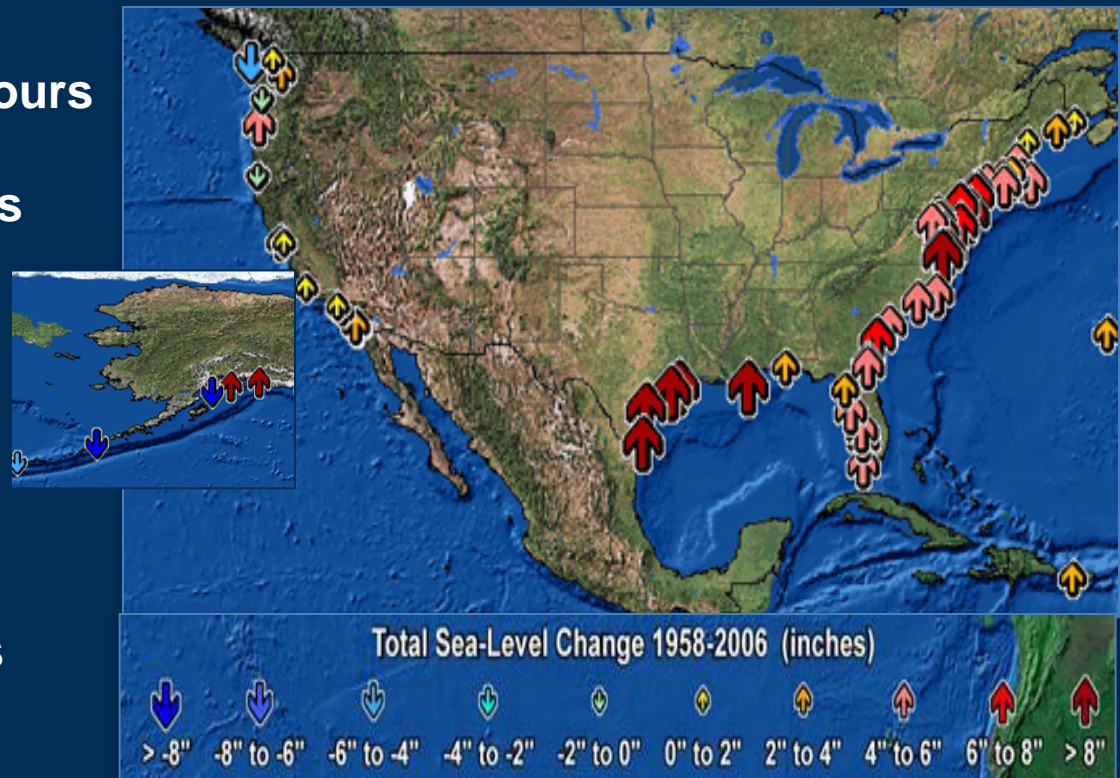 ours
s
s
Total Sea-Level Change 1958-2006 (inches)
> -8" -8" to -6" -6" to -4" -4" to -2" -2" to 0" 0" to 2" 2" to 4" 4" to 6" 6" to 8" > 8"